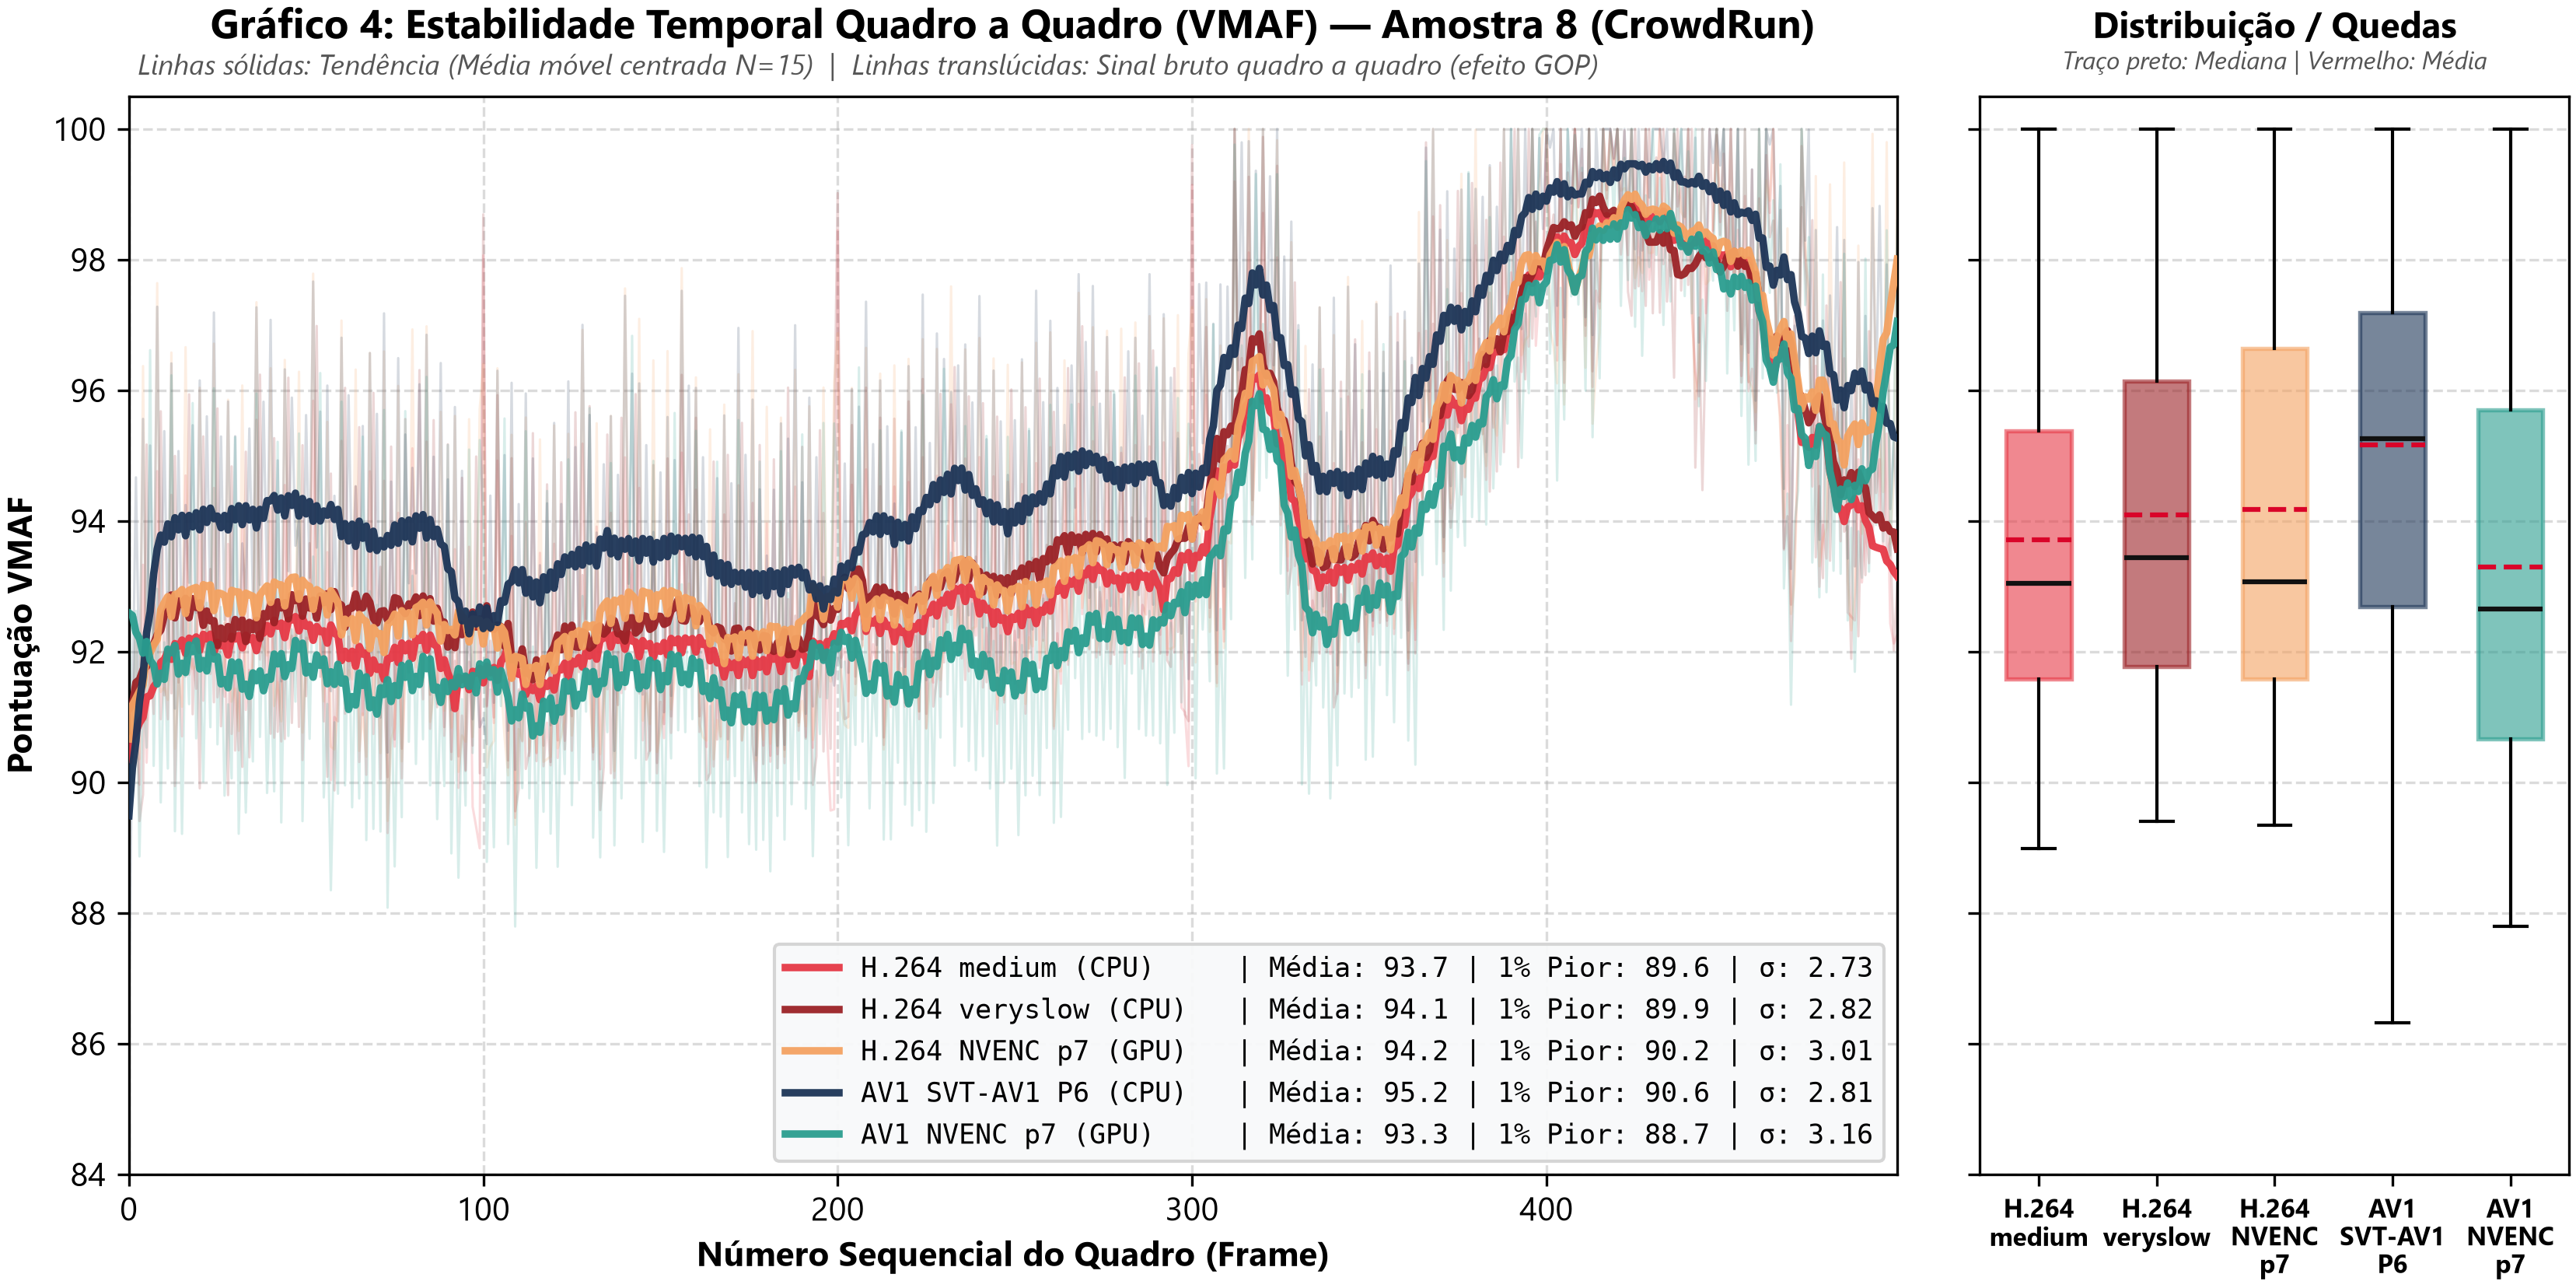 Gráfico 4: Estabilidade Temporal Quadro a Quadro (VMAF) — Amostra 8 (CrowdRun)
Linhas sólidas: Tendência (Média móvel centrada N=15) | Linhas translúcidas: Sinal bruto quadro a quadro (efeito GOP)
Pontuação VMAF
100
98
96
94
92
90
88
86
84
0
100
200
300
400
Número Sequencial do Quadro (Frame)
H.264 medium (CPU) | Média: 93.7 | 1% Pior: 89.6 | σ: 2.73
H.264 veryslow (CPU) | Média: 94.1 | 1% Pior: 89.9 | σ: 2.82
H.264 NVENC p7 (GPU) | Média: 94.2 | 1% Pior: 90.2 | σ: 3.01
AV1 SVT-AV1 P6 (CPU) | Média: 95.2 | 1% Pior: 90.6 | σ: 2.81
AV1 NVENC p7 (GPU) | Média: 93.3 | 1% Pior: 88.7 | σ: 3.16
Distribuição / Quedas
Traço preto: Mediana | Vermelho: Média
H.264
medium
H.264
veryslow
H.264
NVENC
p7
AV1
SVT-AV1
P6
AV1
NVENC
p7